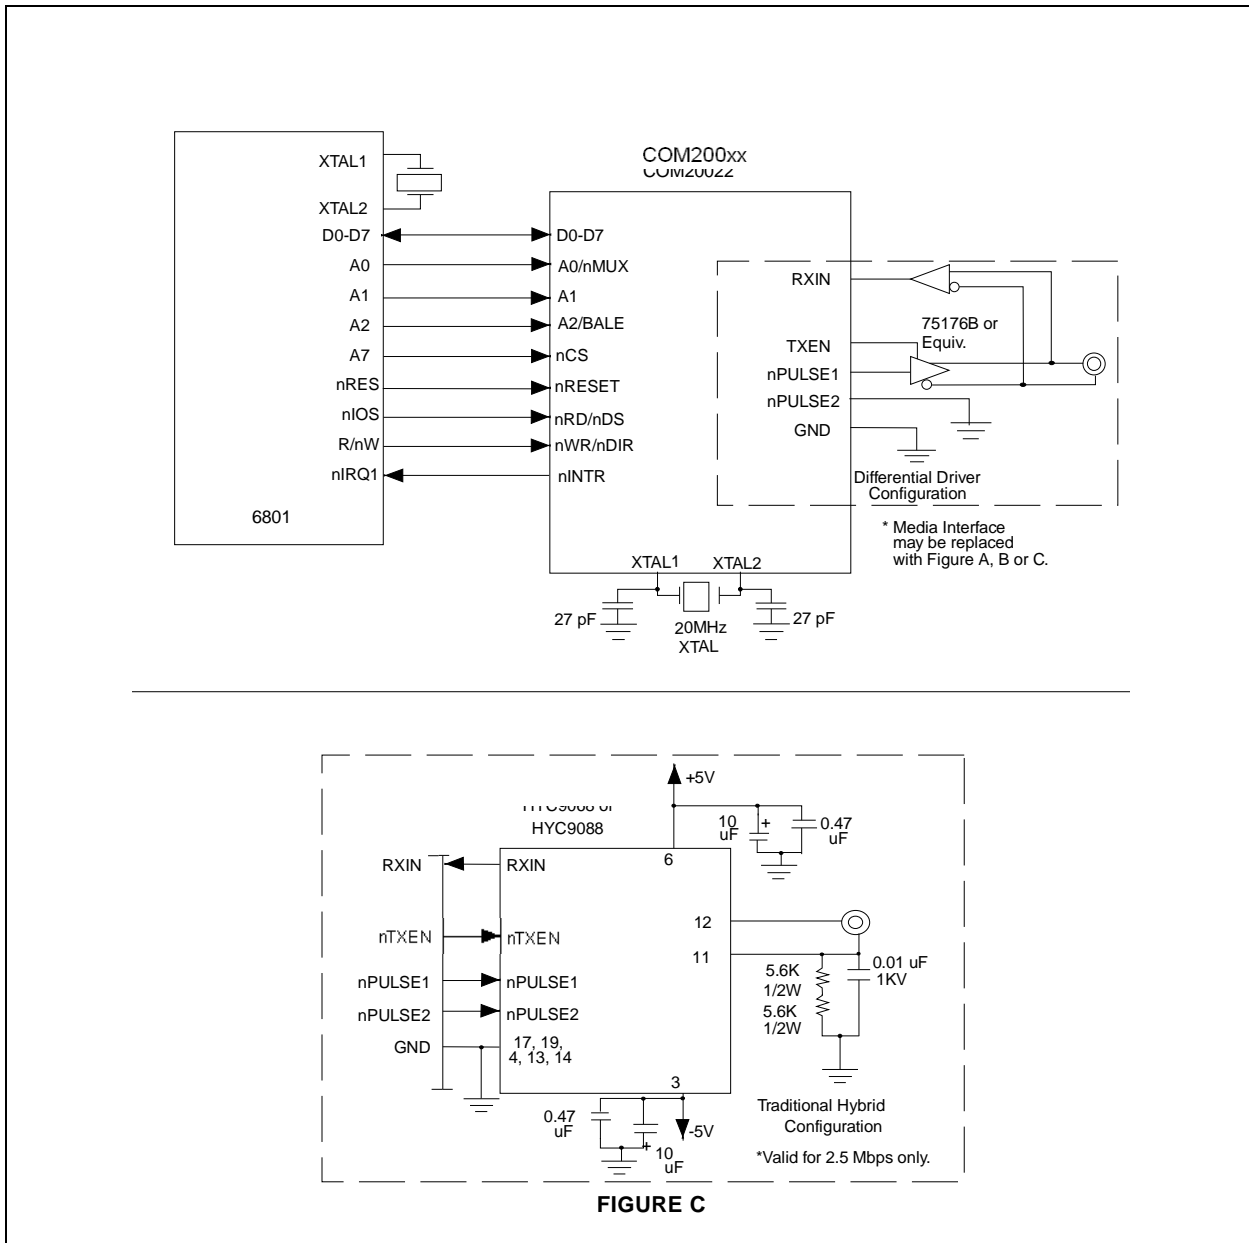 COM200xx
COM20022
XTAL1
XTAL2
D0-D7
A0
A1
A2
A7
nRES
nIOS
R/nW
nIRQ1
6801
D0-D7
A0/nMUX
A1
A2/BALE
nCS
nRESET
nRD/nDS
nWR/nDIR
nINTR
RXIN
TXEN
nPULSE1
nPULSE2
GND
75176B or
Equiv.
Differential Driver
Configuration
* Media Interface
may be replaced
with Figure A, B or C.
XTAL1
XTAL2
27 pF
20MHz
XTAL
27 pF
+5V
HYC9068 or
HYC9088
10
uF
+
0.47
uF
6
RXIN
RXIN
nTXEN
nTXEN
nPULSE1
nPULSE1
nPULSE2
nPULSE2
GND
17, 19,
4, 13, 14
12
11
5.6K
1/2W
5.6K
1/2W
0.01 uF
1KV
3
0.47
uF
+
10
uF
-5V
Traditional Hybrid
Configuration
*Valid for 2.5 Mbps only.
FIGURE C